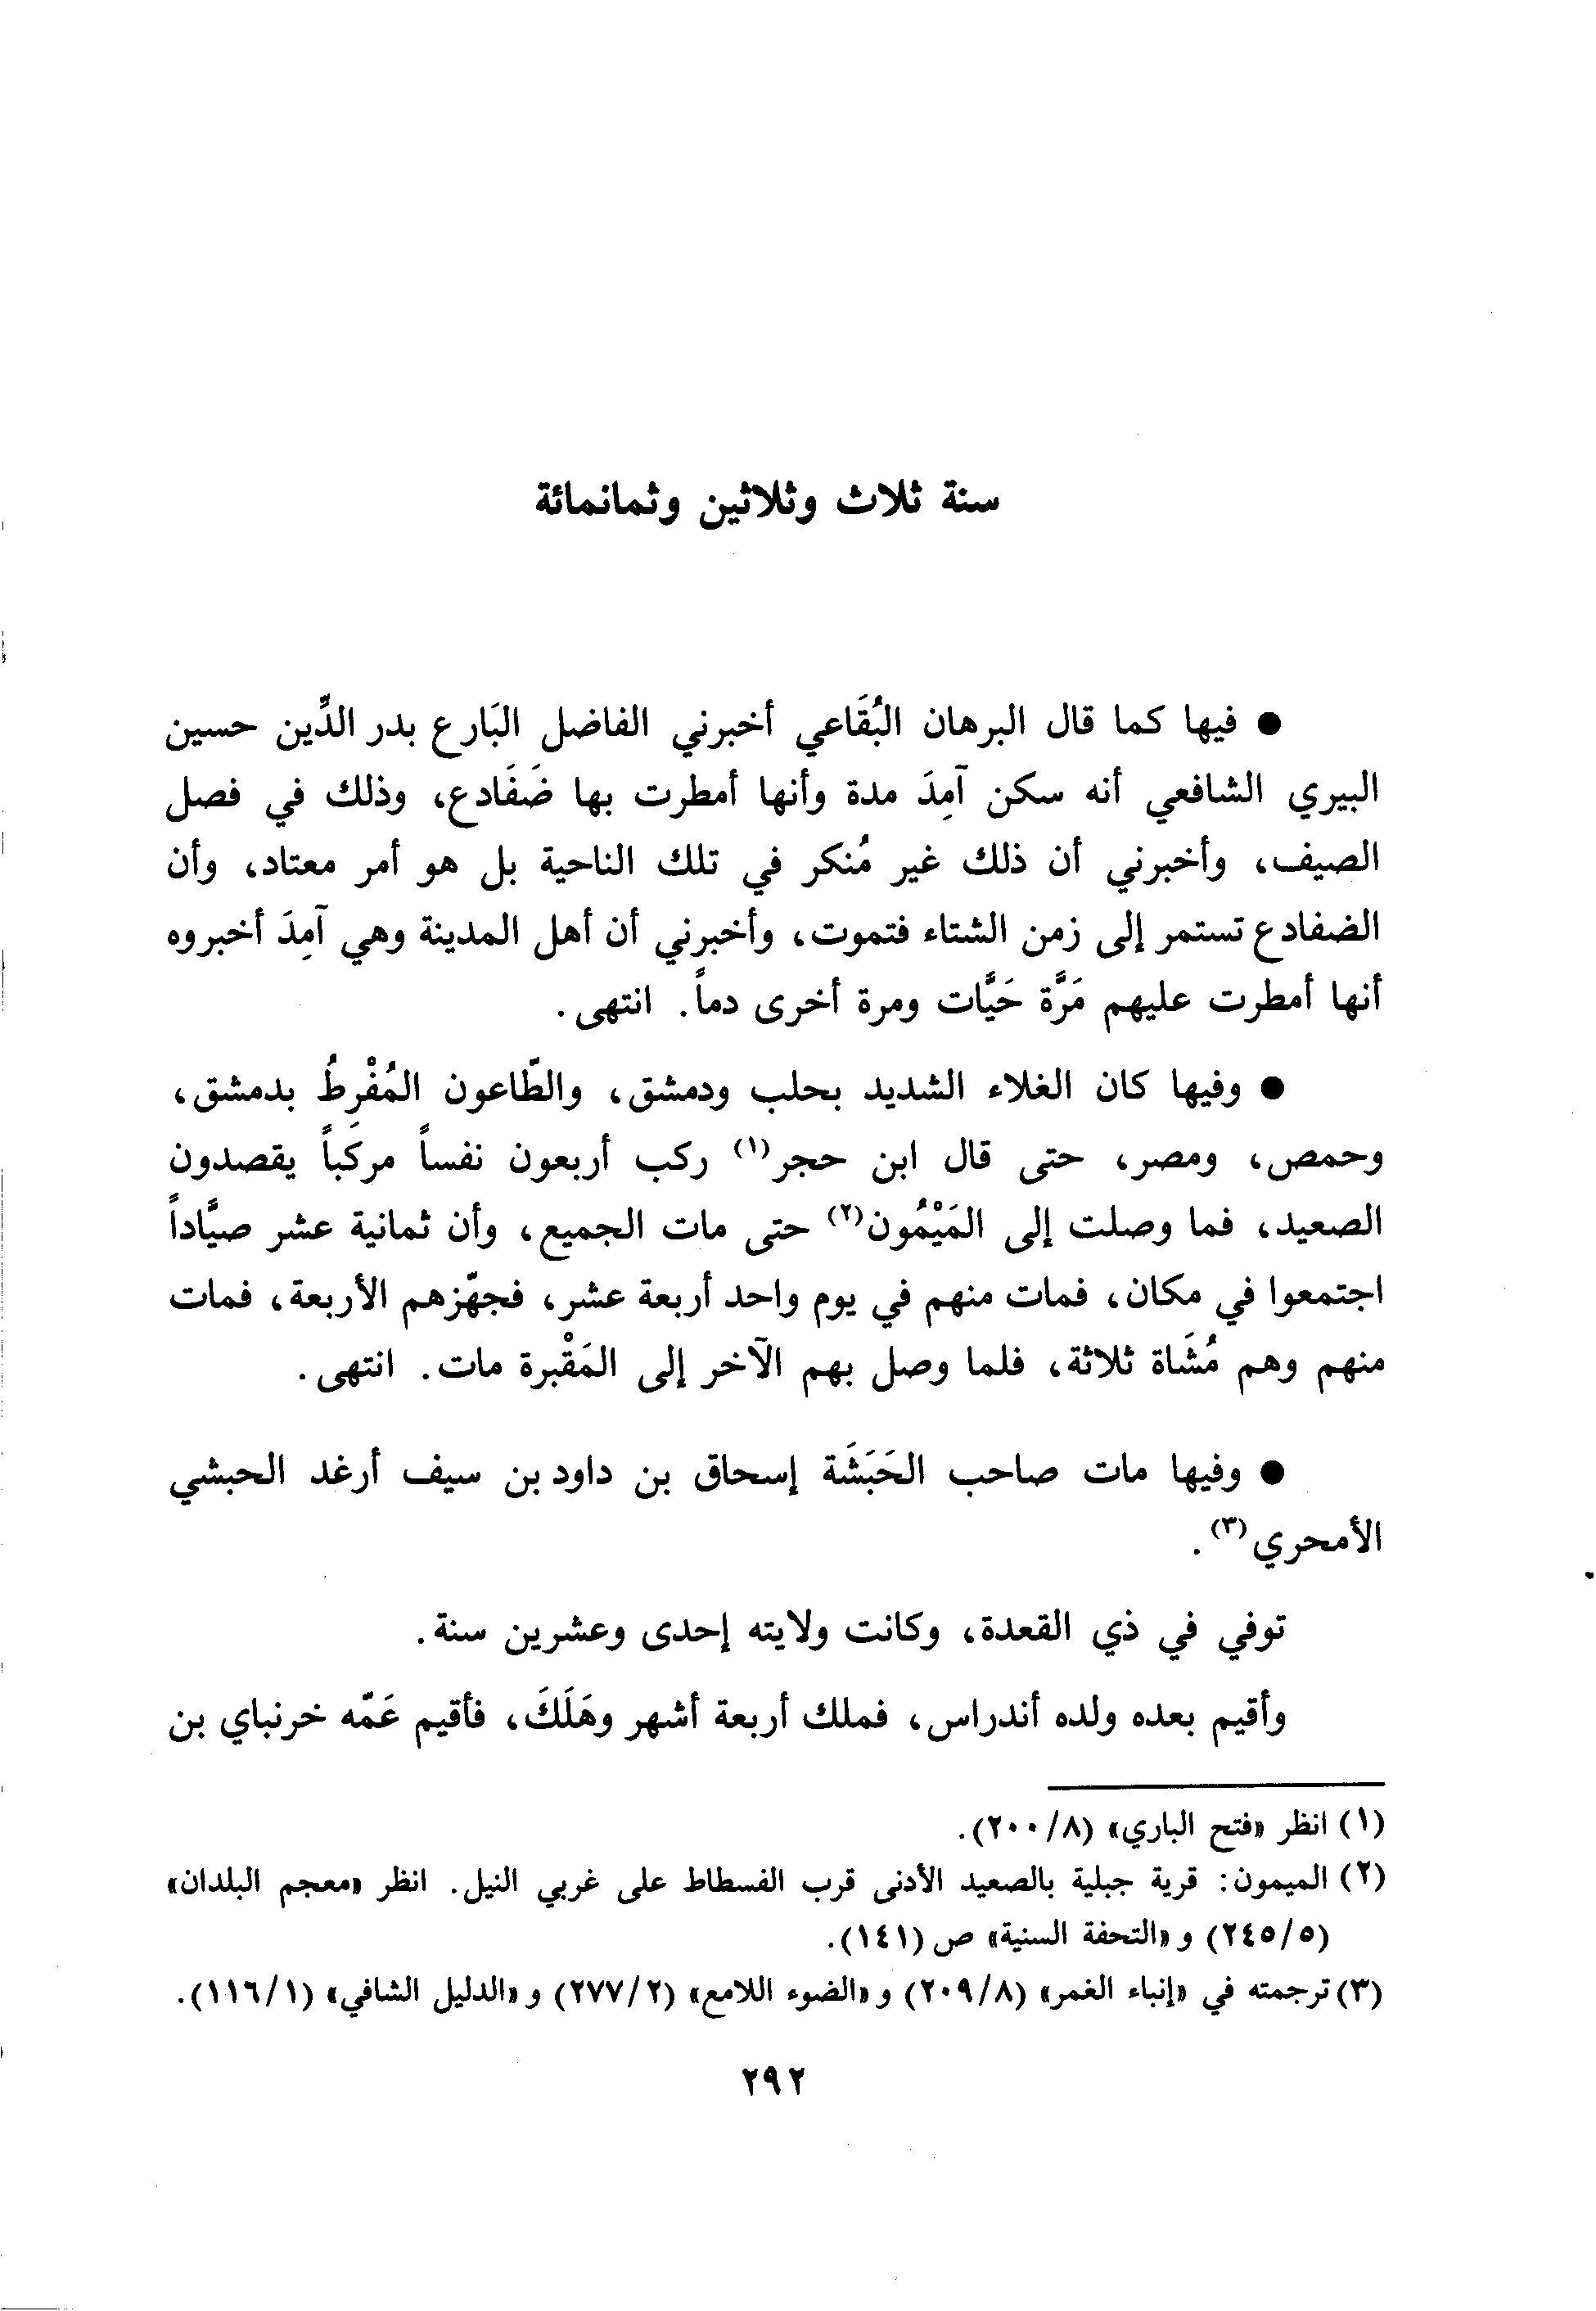 سنة ثلاث وثلاثين وثمانمائة
● فيها كما قال البرهان البُقَاعي أخبرني الفاضل البَارع بدر الدِّين حسين
البيري الشافعي أنه سكن آمِدَ مدة وأنها أمطرت بها ضَفَادع، وذلك في فصل
الصيف، وأخبرني أن ذلك غير مُنكر في تلك الناحية بل هو أمر معتاد، وأن
الضفادع تستمر إلى زمن الشتاء فتموت، وأخبرني أن أهل المدينة وهي آمِدَ أخبروه
أنها أمطرت عليهم مَرَّة حَيَّات ومرة أخرى دماً. انتهى.
● وفيها كان الغلاء الشديد بحلب ودمشق، والطّاعون المُفْرِطُ بدمشق،
وحمص، ومصر، حتى قال ابن حجر(١) ركب أربعون نفساً مركَباً يقصدون
الصعيد، فما وصلت إلى المَيْمُون(٢) حتى مات الجميع، وأن ثمانية عشر صيَّاداً
اجتمعوا في مكان، فمات منهم في يوم واحد أربعة عشر، فجهّزهم الأربعة، فمات
منهم وهم مُشَاة ثلاثة، فلما وصل بهم الآخر إلى المَقْبرة مات. انتهى.
● وفيها مات صاحب الحَبَشَة إسحاق بن داود بن سيف أرغد الحبشي
الأمحري(٣).
توفي في ذي القعدة، وكانت ولايته إحدى وعشرين سنة.
وأقيم بعده ولده أندراس، فملك أربعة أشهر وهَلَكَ، فأقيم عَمّه خرنباي بن
(١) انظر «فتح الباري» (٨/٢٠٠).
(٢) الميمون: قرية جبلية بالصعيد الأدنى قرب الفسطاط على غربي النيل. انظر «معجم البلدان»
(٥/٢٤٥) و«التحفة السنية» ص (١٤١).
(٣) ترجمته في «إنباء الغمر» (٨/٢٠٩) و«الضوء اللامع» (٢/٢٧٧) و«الدليل الشافي» (١/١١٦).
٢٩٢